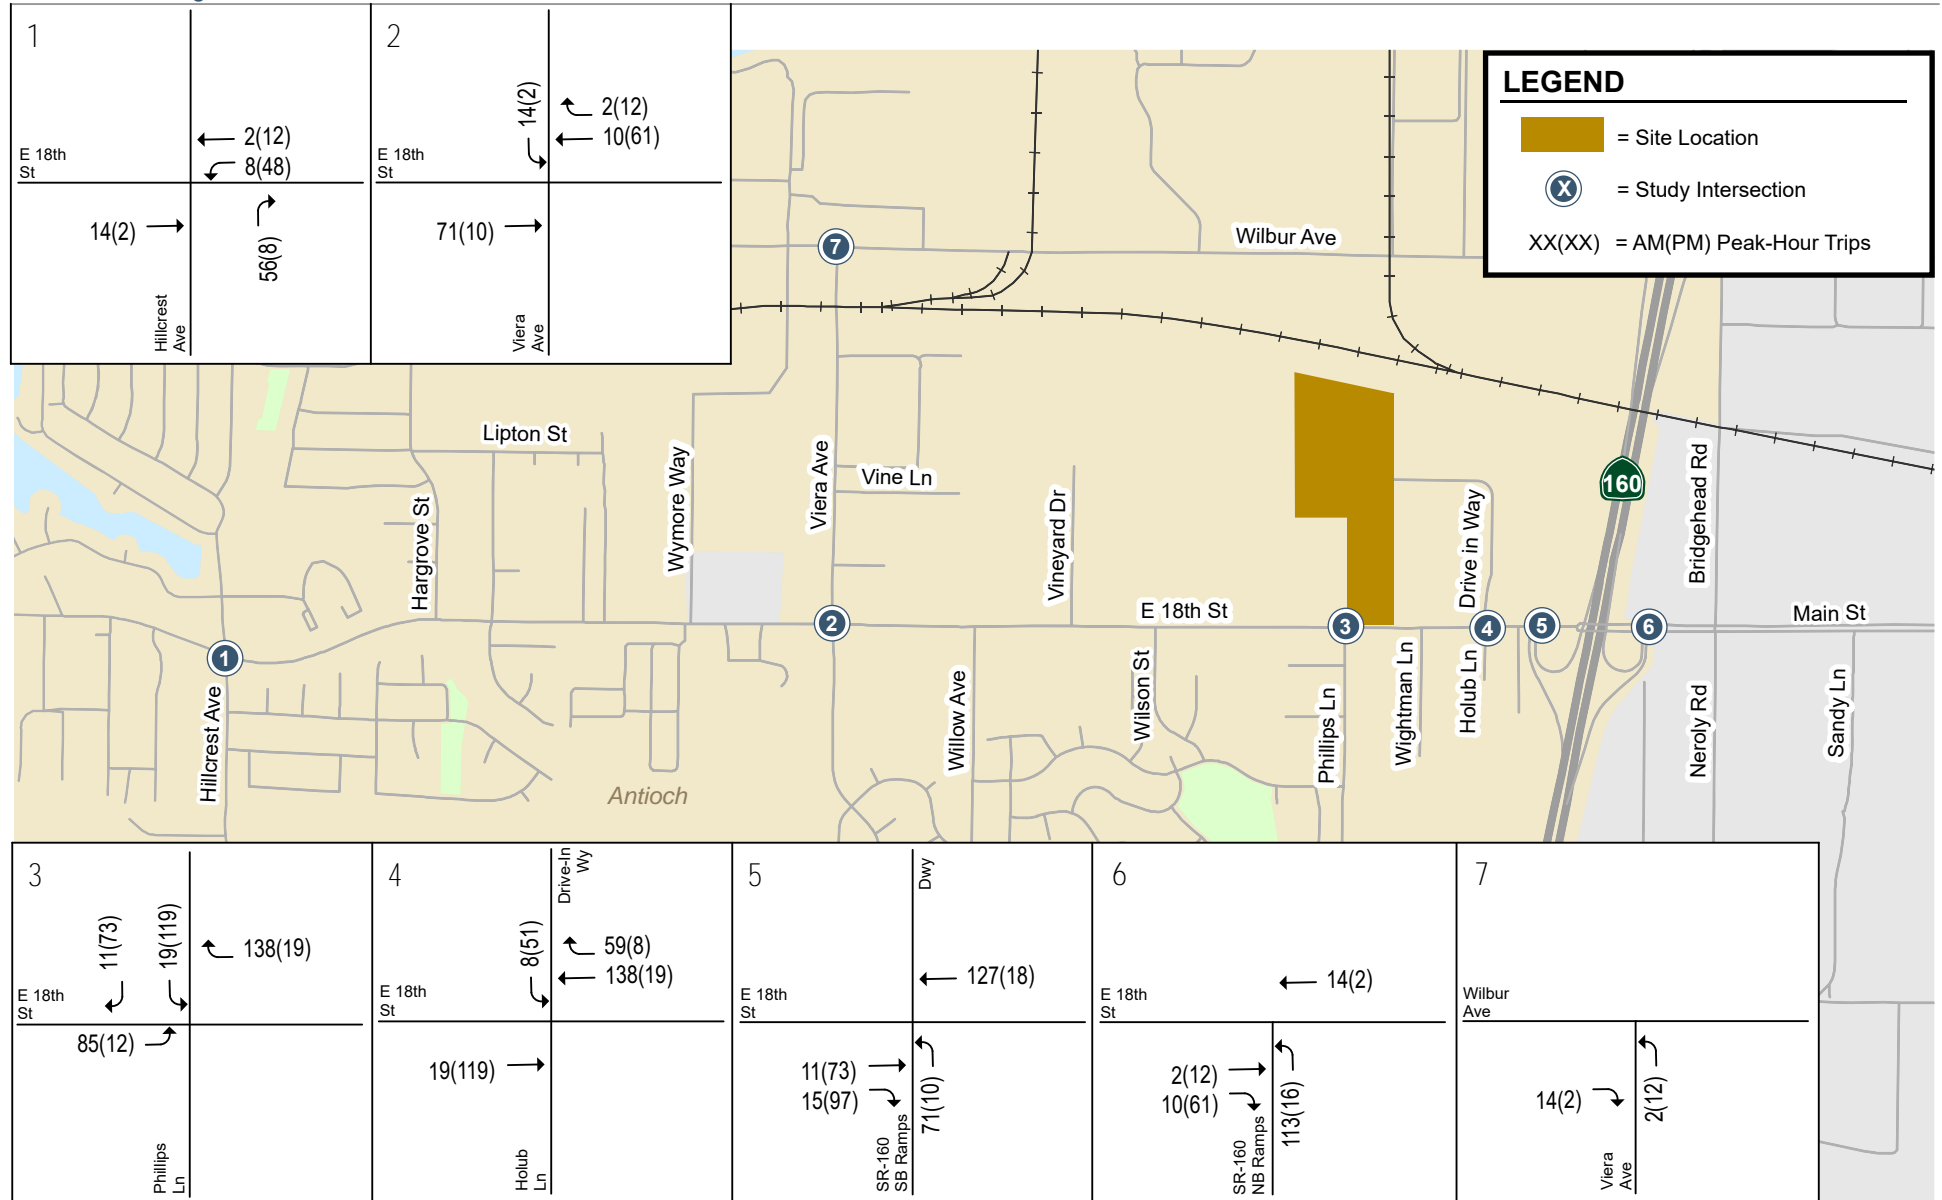 1
2(12)
8(48)
E 18th
St
14(2)
56(8)
Hillcrest
Ave
2
14(2)
2(12)
10(61)
E 18th
St
71(10)
Viera
Ave
LEGEND
= Site Location
X = Study Intersection
XX(XX) = AM(PM) Peak-Hour Trips
7
Wilbur Ave
Lipton St
Wymore Way
Viera Ave
Vine Ln
Hargrove St
Vineyard Dr
Drive in Way
160
Bridgehead Rd
E 18th St
Main St
1
2
3
4
5
6
Hillcrest Ave
Willow Ave
Wilson St
Phillips Ln
Wightman Ln
Holub Ln
Neroly Rd
Sandy Ln
Antioch
3
11(73)
19(119)
138(19)
E 18th
St
85(12)
Phillips
Ln
4
Drive-In
Wy
8(51)
59(8)
138(19)
E 18th
St
19(119)
Holub
Ln
5
Dwy
127(18)
E 18th
St
11(73)
15(97)
71(10)
SR-160
SB Ramps
6
14(2)
E 18th
St
2(12)
10(61)
113(16)
SR-160
NB Ramps
7
Wilbur
Ave
14(2)
2(12)
Viera
Ave